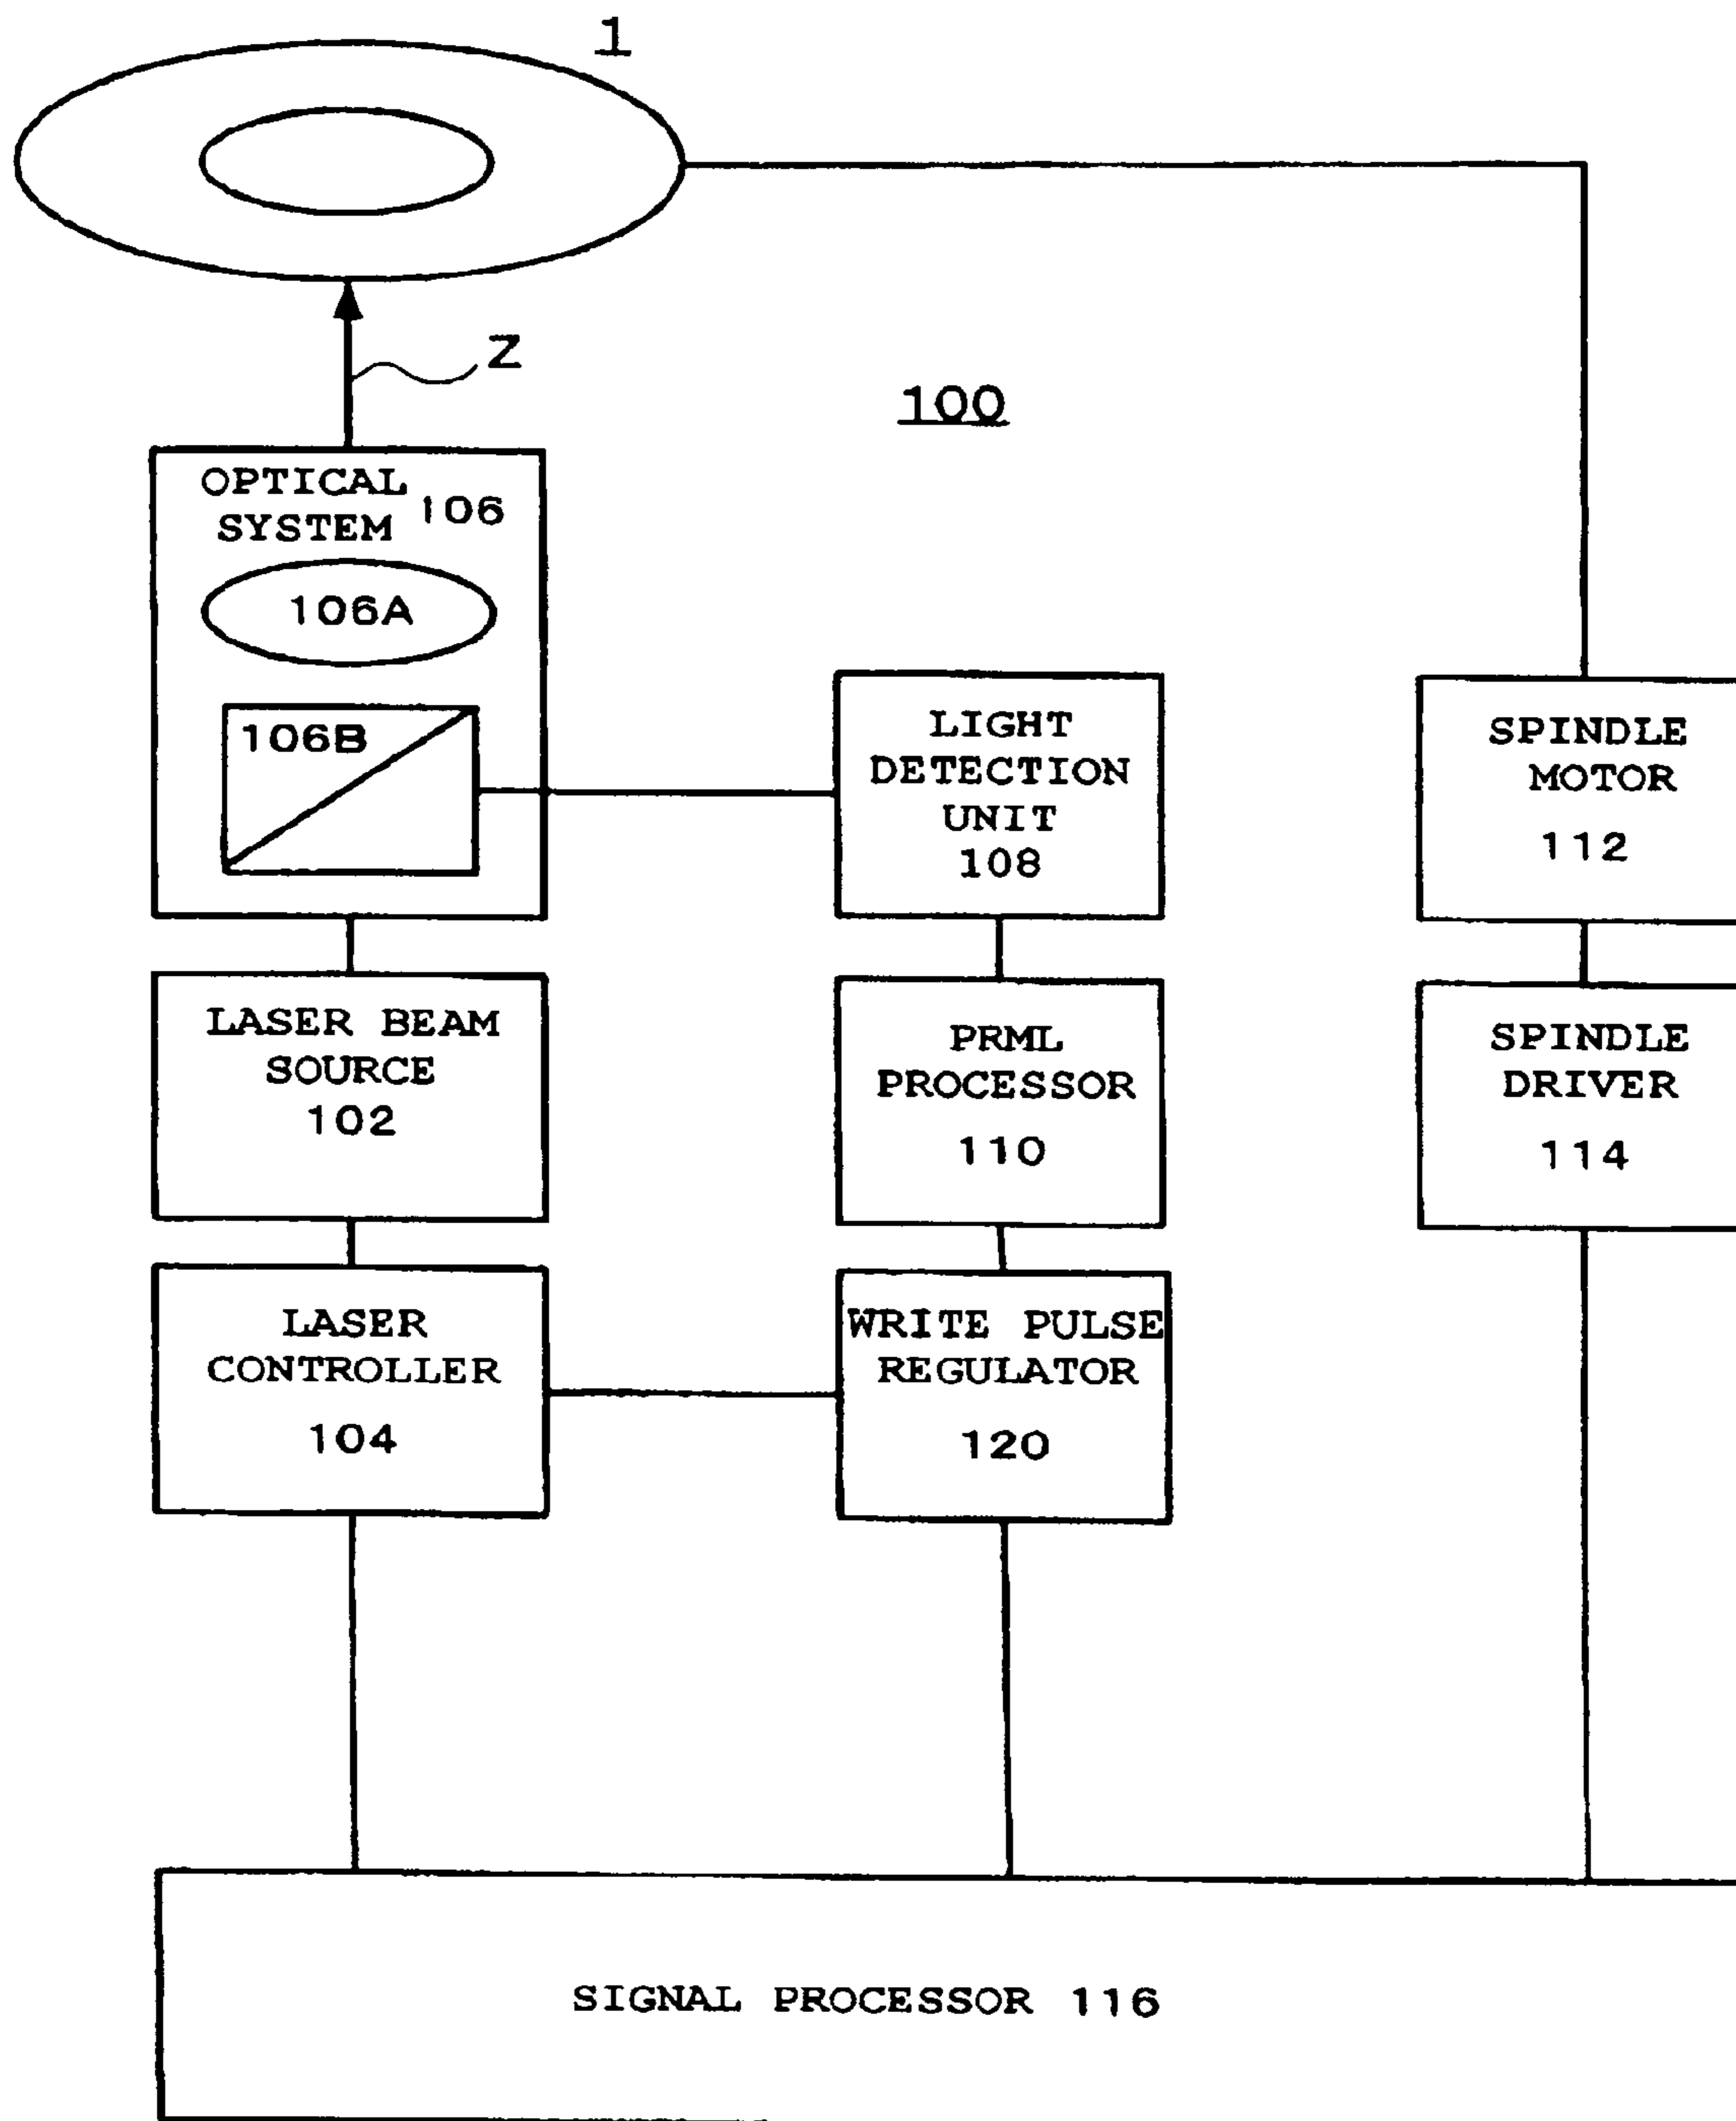 1
Z
100
OPTICAL
SYSTEM 106
106A
106B
LIGHT
DETECTION
UNIT
108
SPINDLE
MOTOR
112
LASER BEAM
SOURCE
102
PRML
PROCESSOR
110
SPINDLE
DRIVER
114
LASER
CONTROLLER
104
WRITE PULSE
REGULATOR
120
SIGNAL PROCESSOR 116